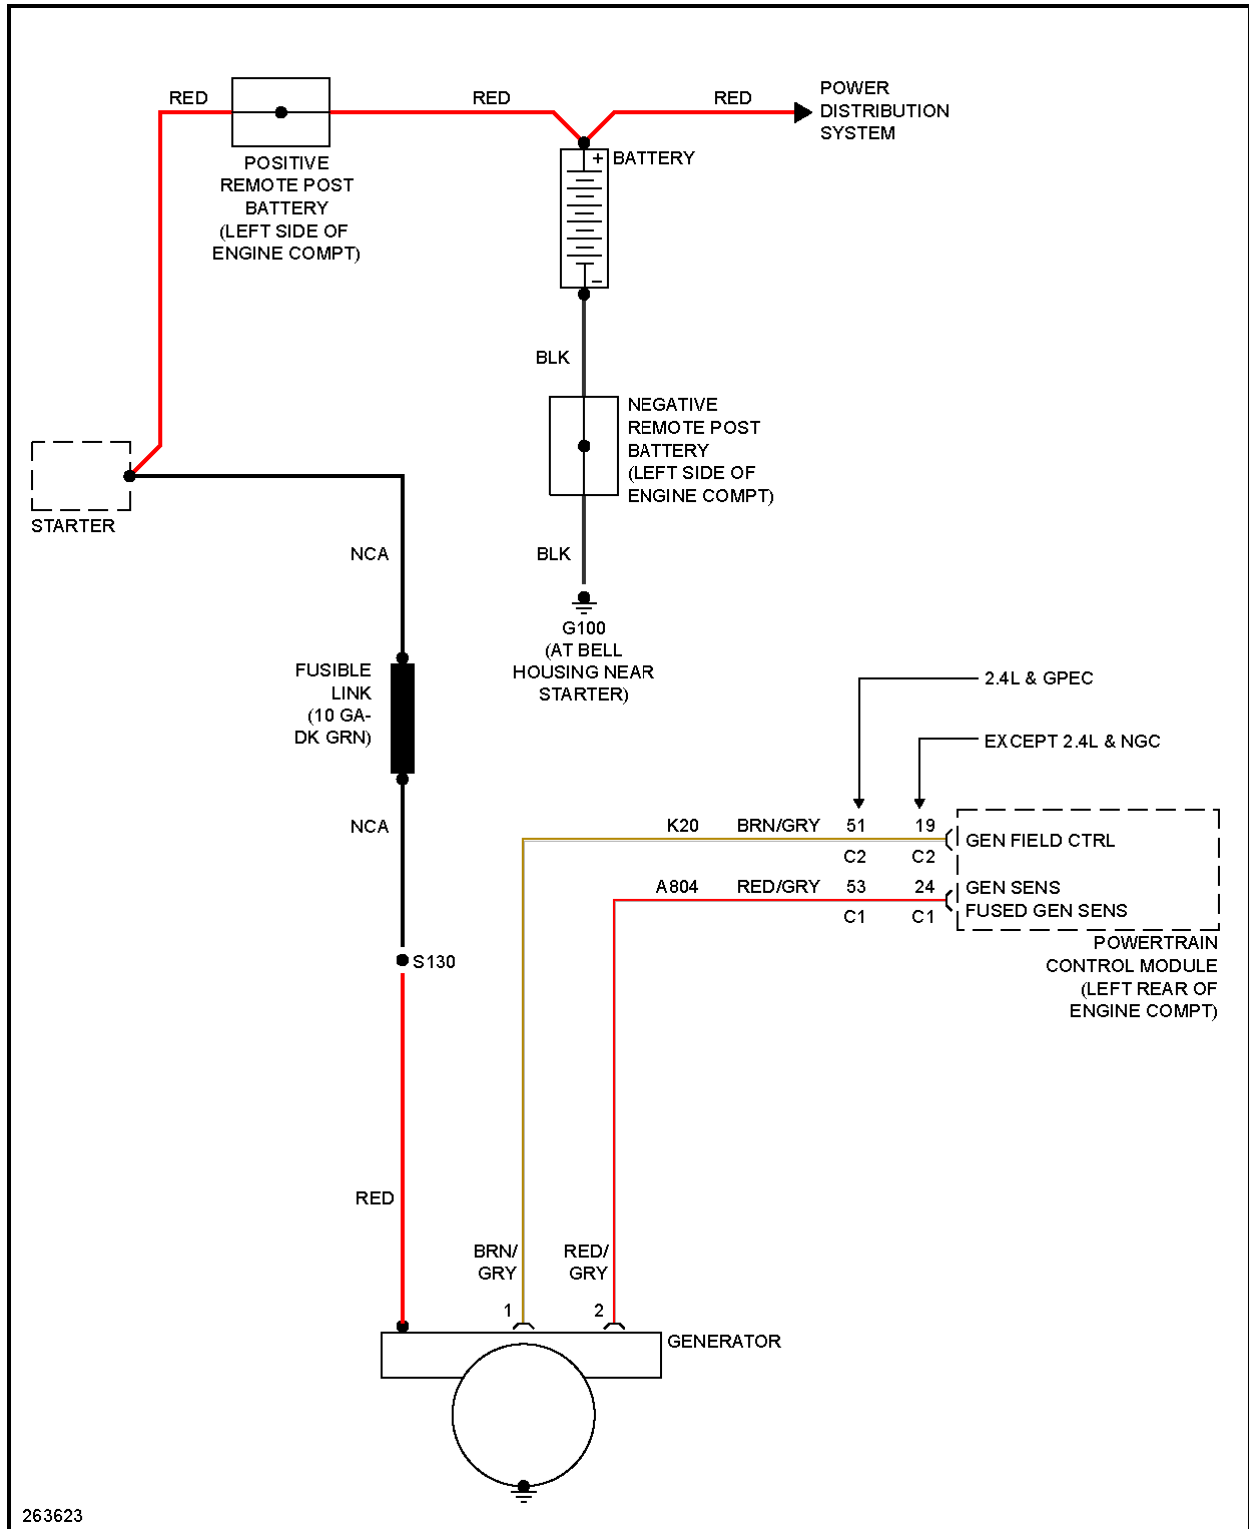 RED
RED
RED
POWER
DISTRIBUTION
SYSTEM
POSITIVE
REMOTE POST
BATTERY
(LEFT SIDE OF
ENGINE COMPT)
+
BATTERY
–
BLK
NEGATIVE
REMOTE POST
BATTERY
(LEFT SIDE OF
ENGINE COMPT)
STARTER
NCA
BLK
G100
(AT BELL
HOUSING NEAR
STARTER)
FUSIBLE
LINK
(10 GA-
DK GRN)
2.4L & GPEC
EXCEPT 2.4L & NGC
NCA
K20 BRN/GRY 51 19
C2 C2
GEN FIELD CTRL
A804 RED/GRY 53 24
C1 C1
GEN SENS
FUSED GEN SENS
POWERTRAIN
CONTROL MODULE
(LEFT REAR OF
ENGINE COMPT)
S130
RED
BRN/
GRY
RED/
GRY
1
2
GENERATOR
263623